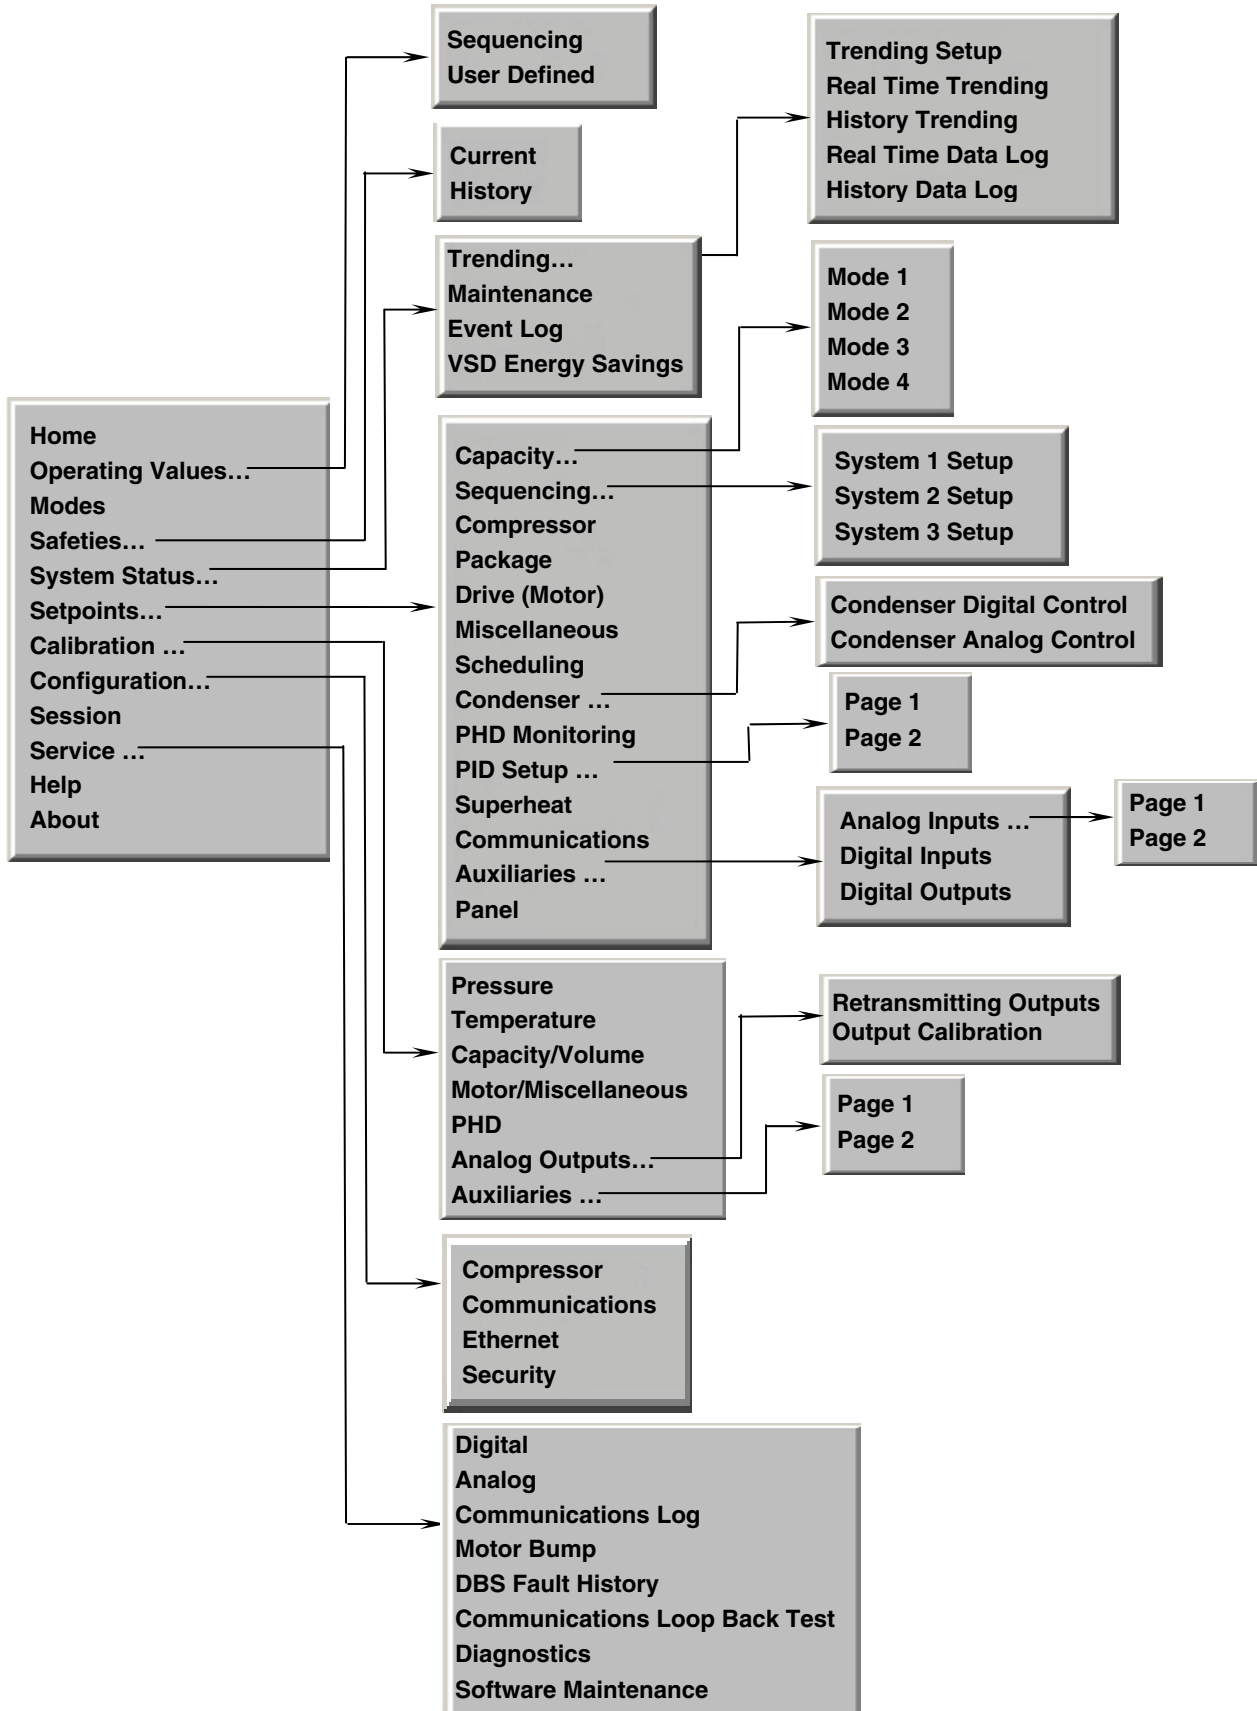 Home
Operating Values…
Modes
Safeties…
System Status…
Setpoints…
Calibration …
Configuration…
Session
Service …
Help
About
Sequencing
User Defined
Current
History
Trending…
Maintenance
Event Log
VSD Energy Savings
Trending Setup
Real Time Trending
History Trending
Real Time Data Log
History Data Log
Capacity…
Sequencing…
Compressor
Package
Drive (Motor)
Miscellaneous
Scheduling
Condenser …
PHD Monitoring
PID Setup …
Superheat
Communications
Auxiliaries …
Panel
Mode 1
Mode 2
Mode 3
Mode 4
System 1 Setup
System 2 Setup
System 3 Setup
Condenser Digital Control
Condenser Analog Control
Page 1
Page 2
Analog Inputs …
Digital Inputs
Digital Outputs
Page 1
Page 2
Pressure
Temperature
Capacity/Volume
Motor/Miscellaneous
PHD
Analog Outputs…
Auxiliaries …
Retransmitting Outputs
Output Calibration
Page 1
Page 2
Compressor
Communications
Ethernet
Security
Digital
Analog
Communications Log
Motor Bump
DBS Fault History
Communications Loop Back Test
Diagnostics
Software Maintenance